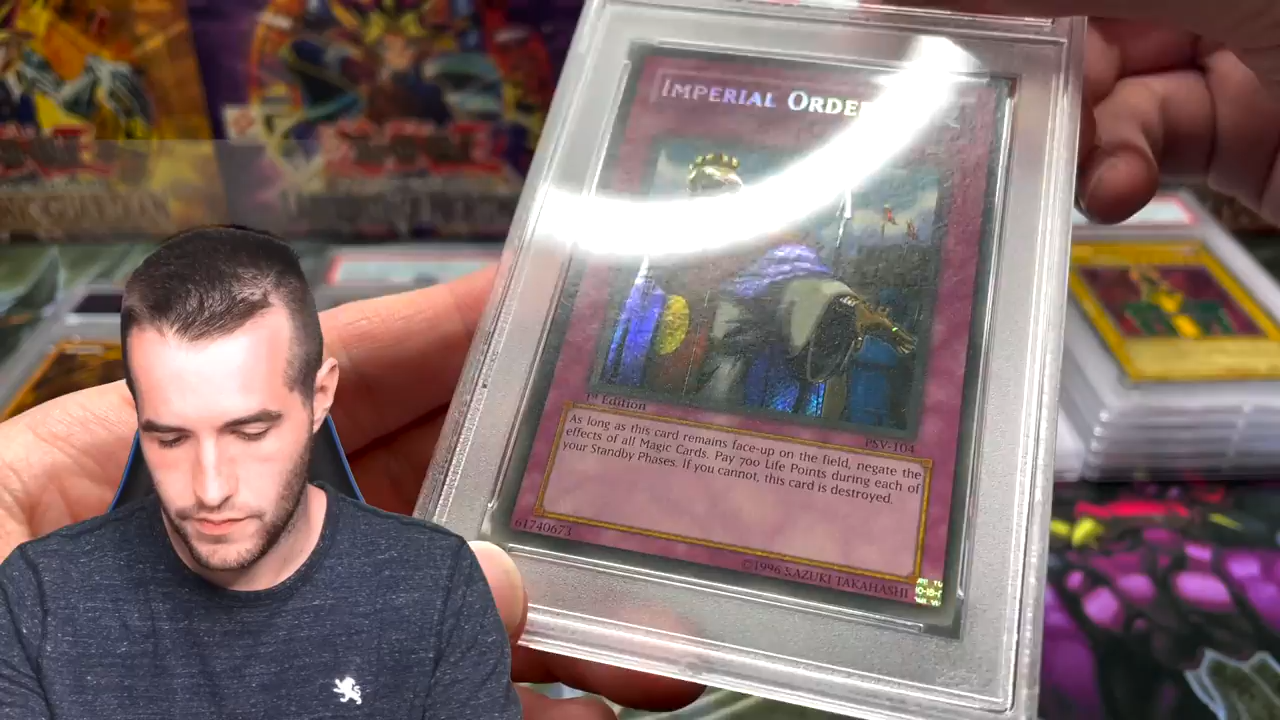 IMPERIAL ORDE
1st Edition
PSV-104
As long as this card remains face-up on the field, negate the
effects of all Magic Cards. Pay 700 Life Points during each of
your Standby Phases. If you cannot, this card is destroyed.
61740673
©1996 KAZUKI TAKAHASHI